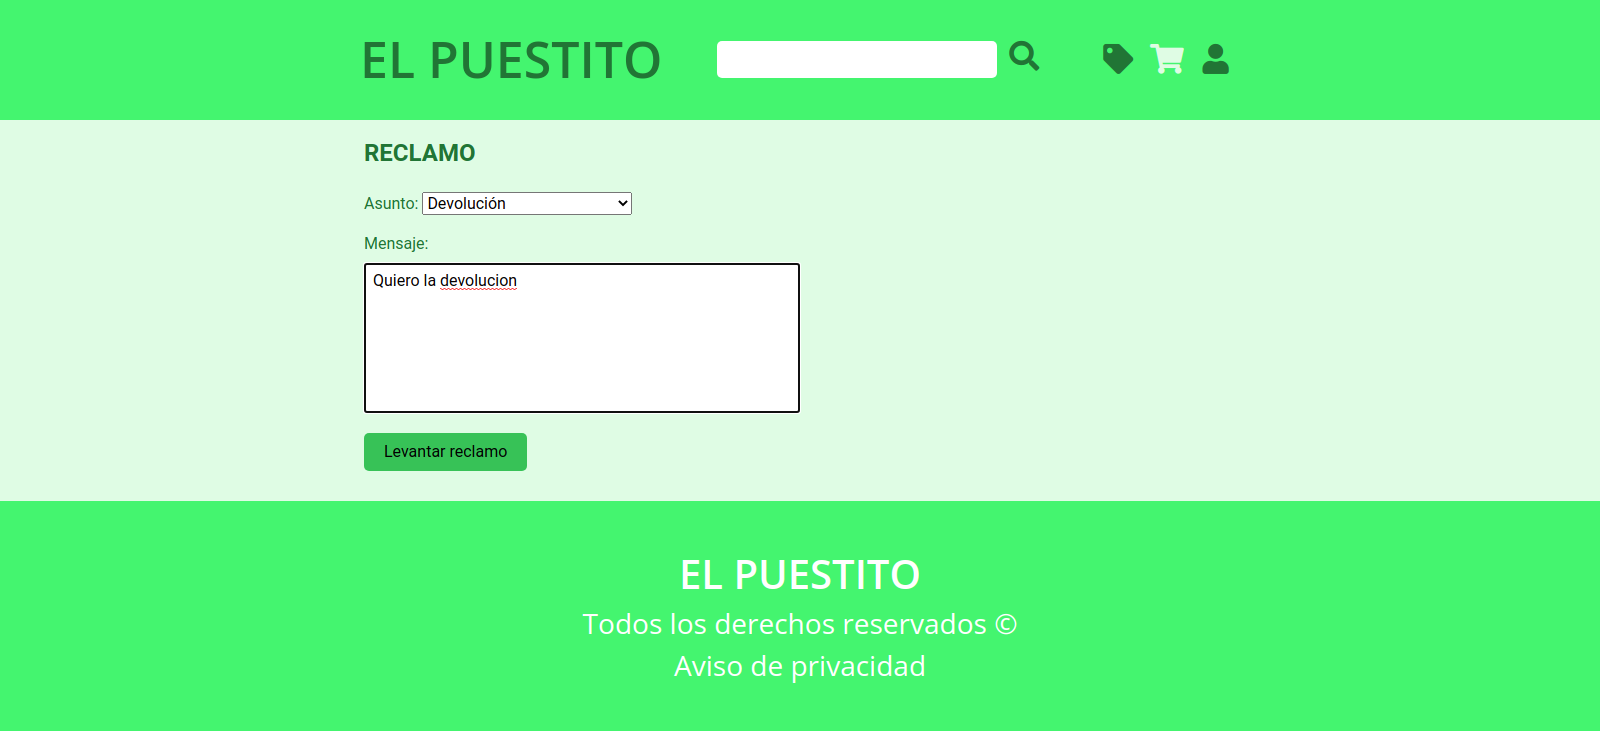 EL PUESTITO
RECLAMO
Asunto: Devolución
Mensaje:
Quiero la devolucion
Levantar reclamo
EL PUESTITO
Todos los derechos reservados ©
Aviso de privacidad